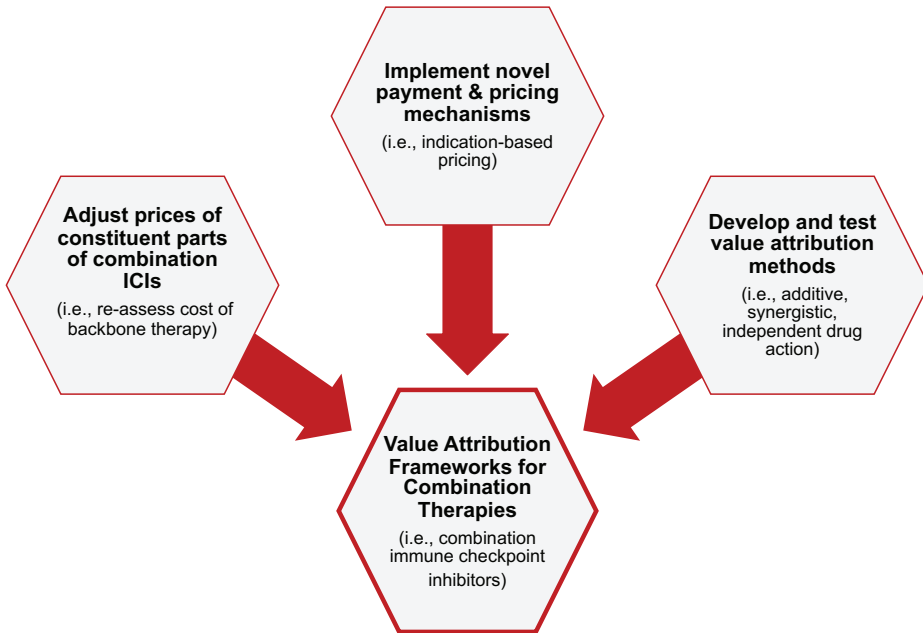 Implement novel
payment & pricing
mechanisms
(i.e., indication-based
pricing)
Adjust prices of
constituent parts
of combination
ICIs
(i.e., re-assess cost of
backbone therapy)
Develop and test
value attribution
methods
(i.e., additive,
synergistic,
independent drug
action)
Value Attribution
Frameworks for
Combination
Therapies
(i.e., combination
immune checkpoint
inhibitors)